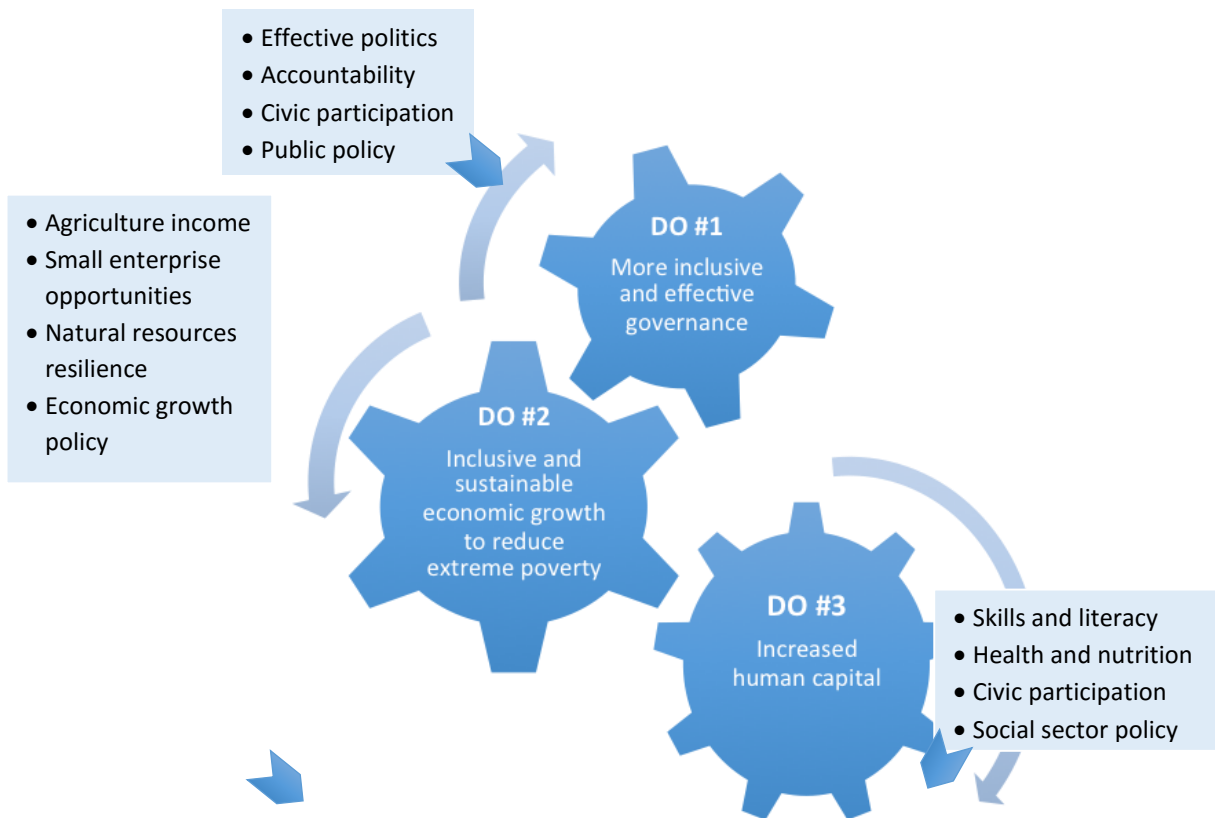 • Effective politics
• Accountability
• Civic participation
• Public policy
• Agriculture income
• Small enterprise
opportunities
• Natural resources
resilience
• Economic growth
policy
DO #1
More inclusive
and effective
governance
DO #2
Inclusive and
sustainable
economic growth
to reduce
extreme poverty
DO #3
Increased
human capital
• Skills and literacy
• Health and nutrition
• Civic participation
• Social sector policy